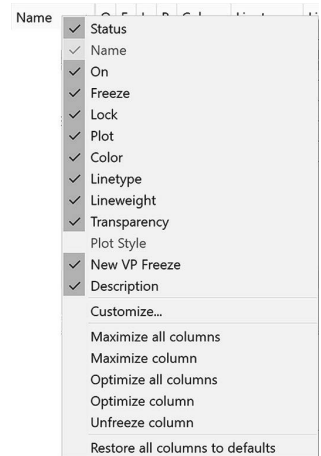 Name
Status
Name
On
Freeze
Lock
Plot
Color
Linetype
Lineweight
Transparency
Plot Style
New VP Freeze
Description
Customize...
Maximize all columns
Maximize column
Optimize all columns
Optimize column
Unfreeze column
Restore all columns to defaults